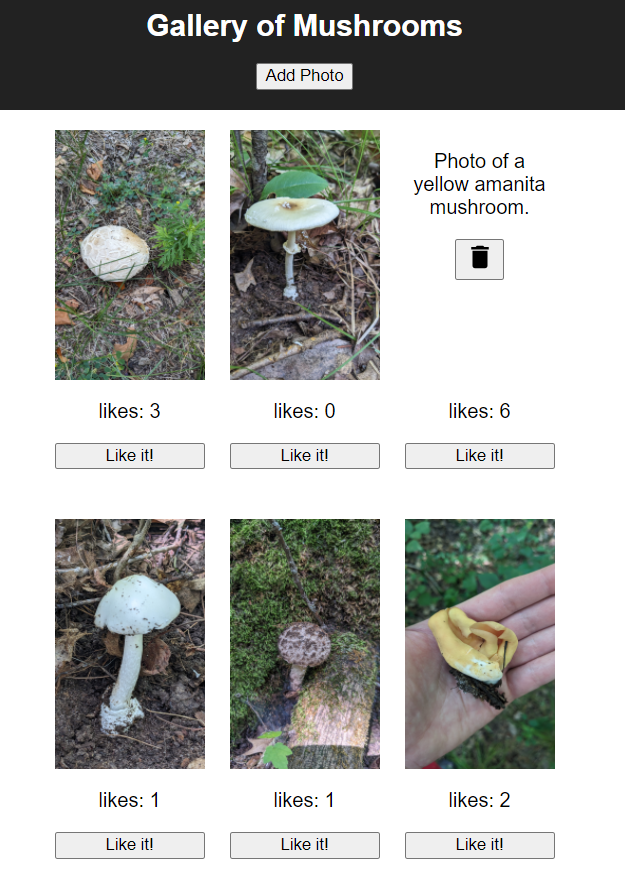 Gallery of Mushrooms
Add Photo
Photo of a
yellow amanita
mushroom.
likes: 3
likes: 0
likes: 6
Like it!
Like it!
Like it!
likes: 1
likes: 1
likes: 2
Like it!
Like it!
Like it!